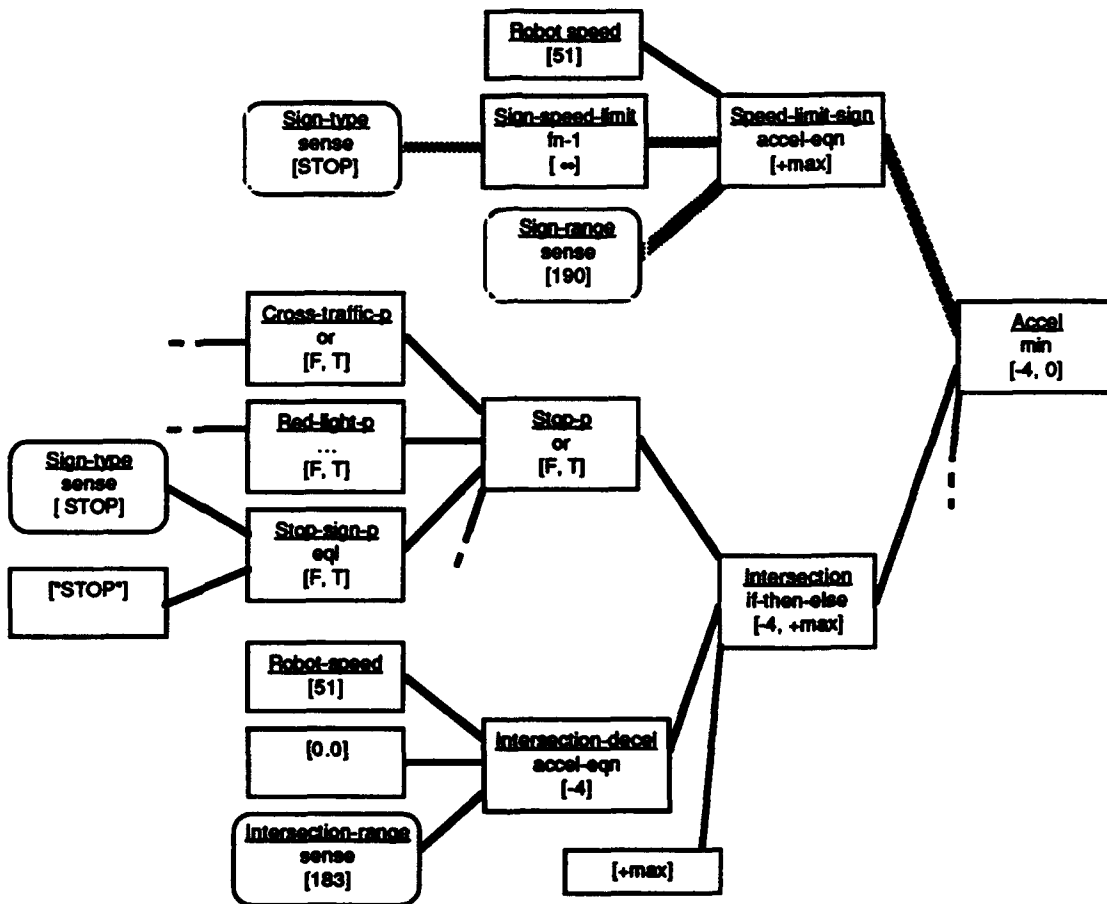 Robot speed
[51]
Sign-type
sense
[STOP]
Sign-speed-limit
fn-1
[ ∞]
Speed-limit-sign
accel-eqn
[+max]
Sign-range
sense
[190]
Cross-traffic-p
or
[F, T]
Accel
min
[-4, 0]
Red-light-p
...
[F, T]
Stop-p
or
[F, T]
Sign-type
sense
[ STOP]
Stop-sign-p
eql
[F, T]
["STOP"]
Intersection
if-then-else
[-4, +max]
Robot-speed
[51]
[0.0]
Intersection-decel
accel-eqn
[-4]
Intersection-range
sense
[183]
[+max]